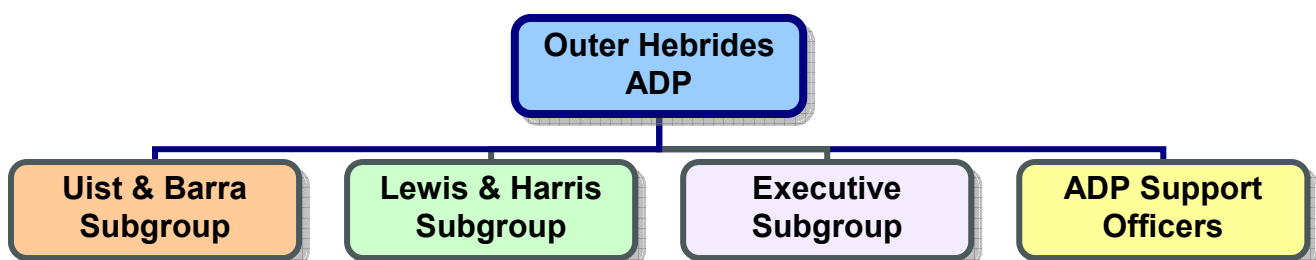 Outer Hebrides
ADP
Uist & Barra
Subgroup
Lewis & Harris
Subgroup
Executive
Subgroup
ADP Support
Officers